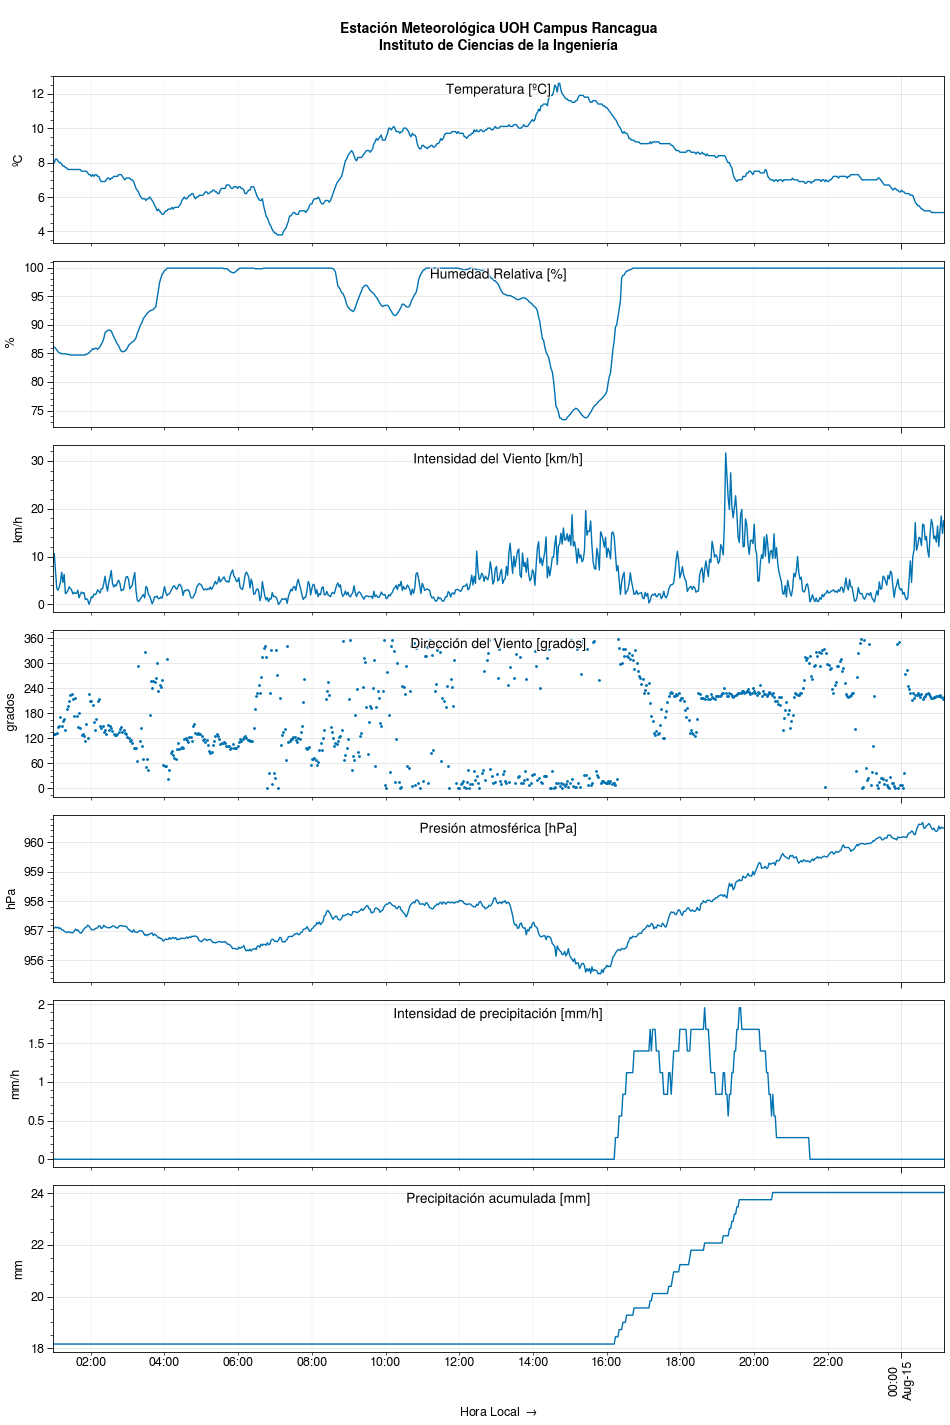 Estación Meteorológica UOH Campus Rancagua
Instituto de Ciencias de la Ingeniería
Temperatura [ºC]
ºC
12
10
8
6
4
Humedad Relativa [%]
%
100
95
90
85
80
75
Intensidad del Viento [km/h]
km/h
30
20
10
0
Dirección del Viento [grados]
grados
360
300
240
180
120
60
0
Presión atmosférica [hPa]
hPa
960
959
958
957
956
Intensidad de precipitación [mm/h]
mm/h
2
1.5
1
0.5
0
Precipitación acumulada [mm]
mm
24
22
20
18
02:00 04:00 06:00 08:00 10:00 12:00 14:00 16:00 18:00 20:00 22:00
00:00
Aug-15
Hora Local →